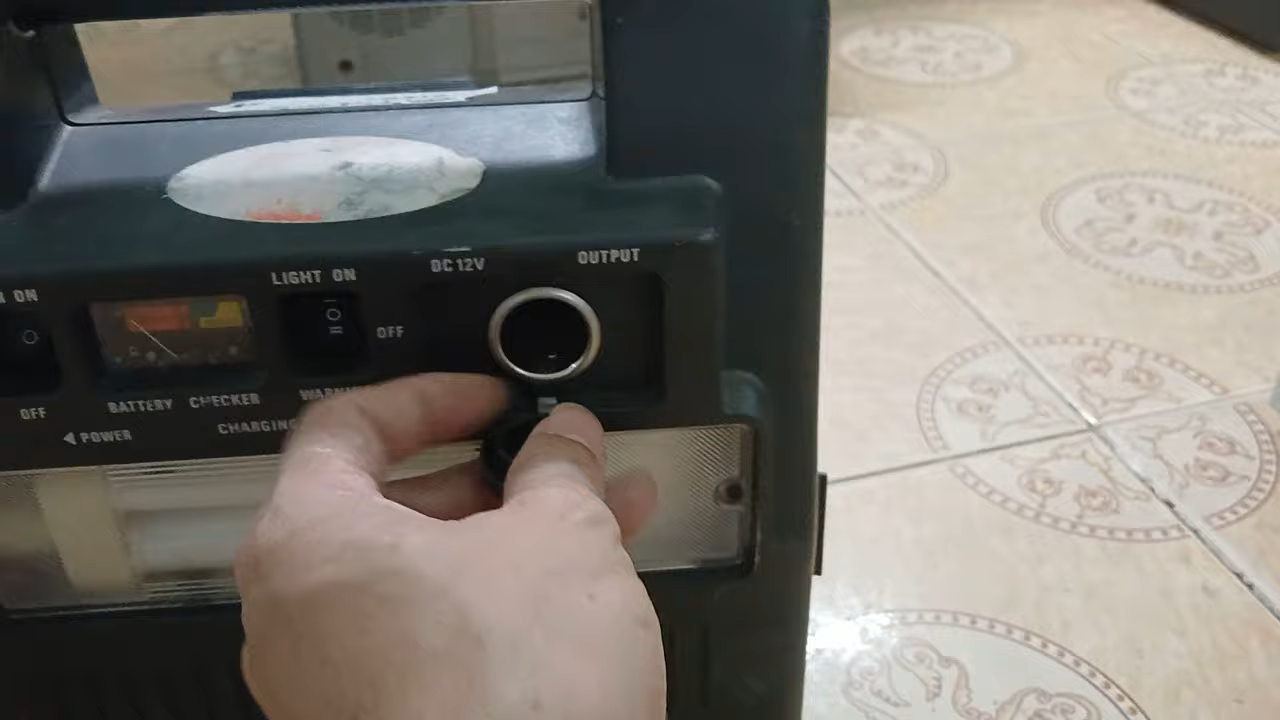 ON
LIGHT ON
DC 12V
OUTPUT
OFF
OFF
BATTERY CHECKER
POWER
CHARGING